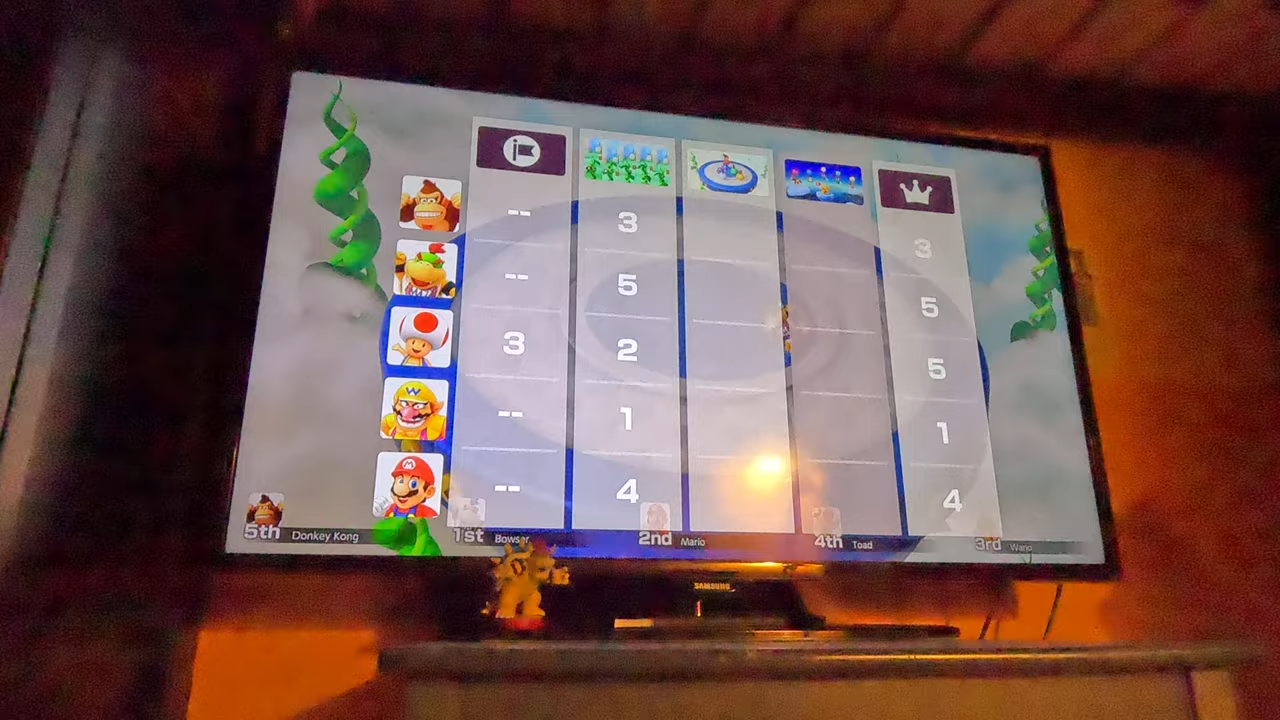 -- 3 3
-- 5 5
3 2 5
-- 1 1
-- 4 4
5th Donkey Kong 1st Bowser 2nd Mario 4th Toad 3rd Wario
SAMSUNG